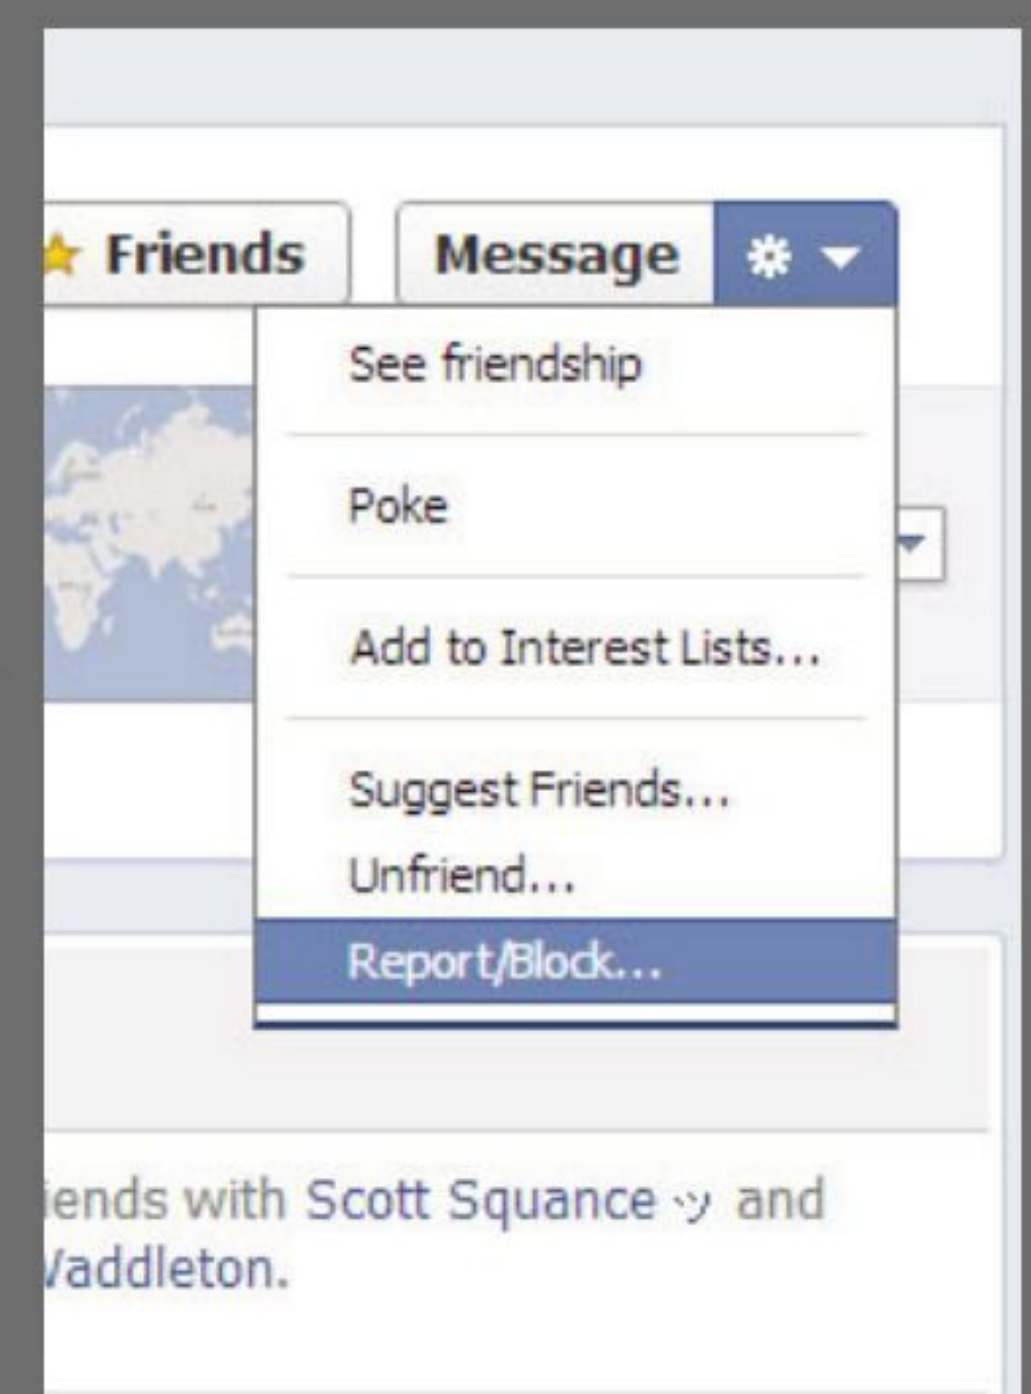 Friends Message
See friendship
Poke
Add to Interest Lists...
Suggest Friends...
Unfriend...
Report/Block...
iends with Scott Squance ツ and
addleton.